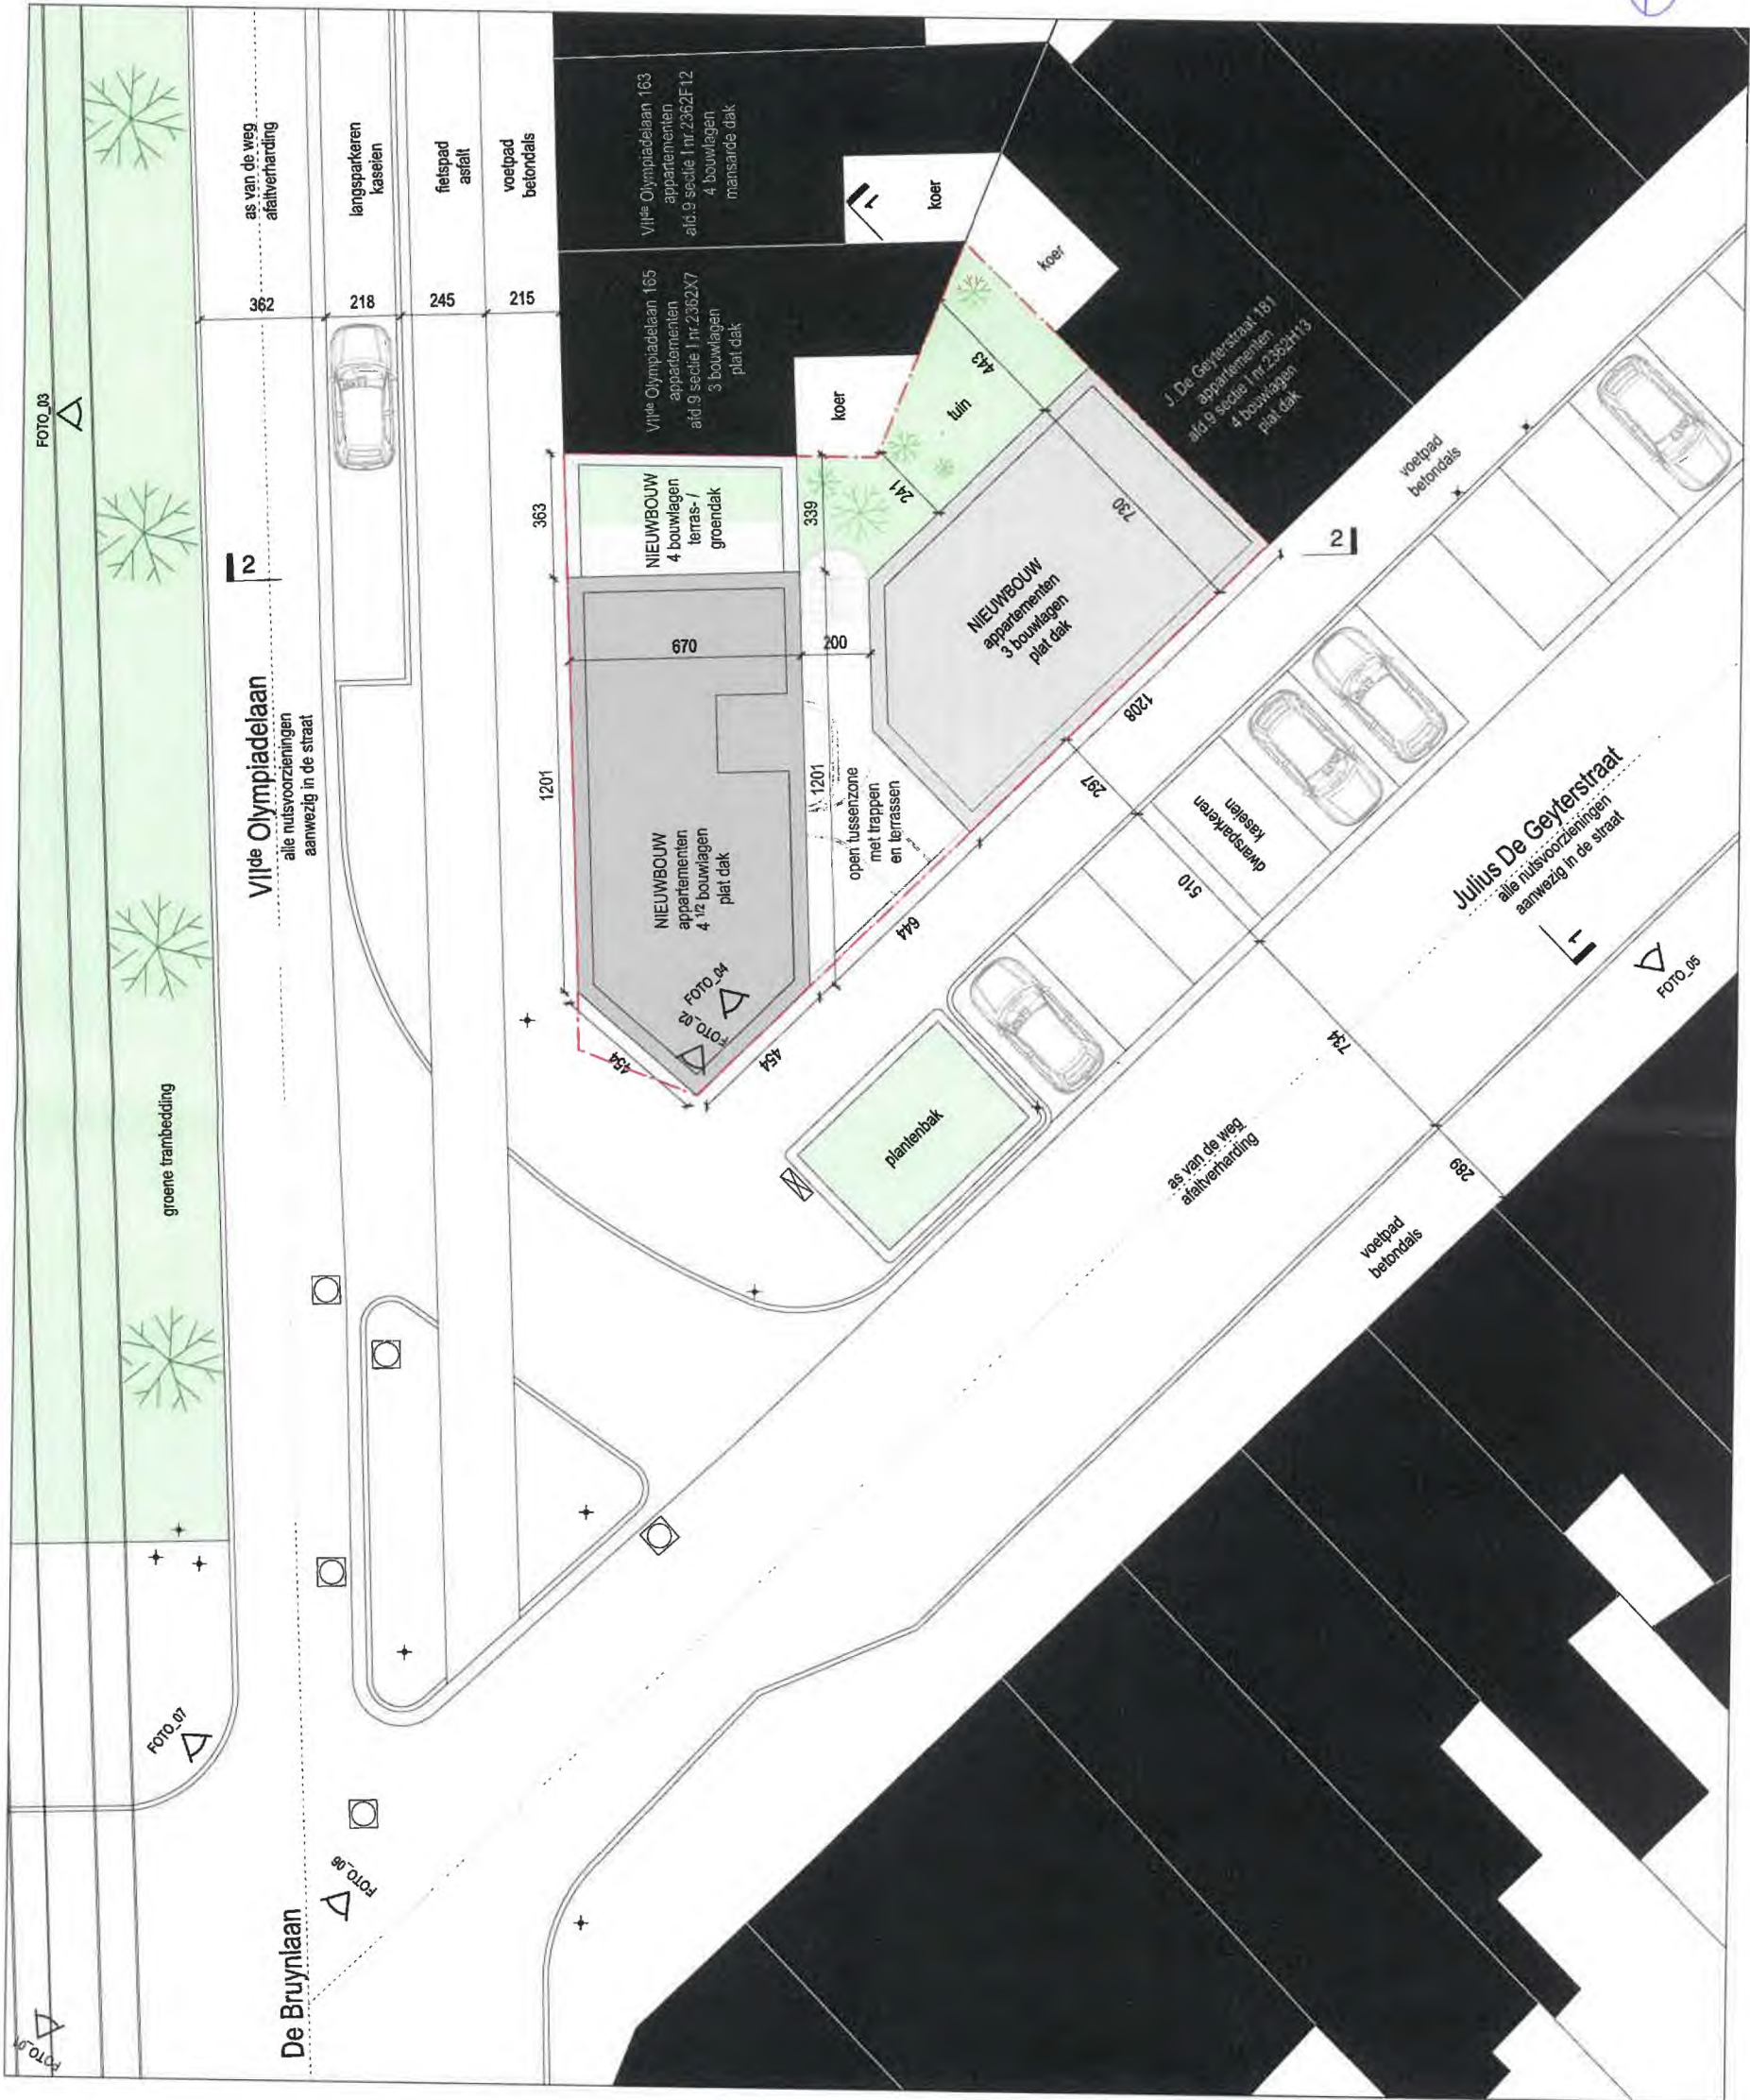 FOTO_03
as van de weg
afaltverharding
langsparkeren
kaseien
fietspad
asfalt
voetpad
betondals
362
218
245
215
VIIde Olympiadelaan 163
appartementen
afd.9 sectie I nr.2362F12
4 bouwlagen
mansarde dak
VIIde Olympiadelaan 165
appartementen
afd.9 sectie I nr.2362X7
3 bouwlagen
plat dak
1
koer
koer
koer
J. De Geyterstraat 181
appartementen
afd.9 sectie I nr.2362H13
4 bouwlagen
plat dak
443
tuin
241
339
363
NIEUWBOUW
4 bouwlagen
terras- /
groendak
730
NIEUWBOUW
appartementen
3 bouwlagen
plat dak
2
2
voetpad
betondals
VIIde Olympiadelaan
alle nutsvoorzieningen
aanwezig in de straat
670
200
1201
1201
NIEUWBOUW
appartementen
4 1/2 bouwlagen
plat dak
open tussenzone
met trappen
en terrassen
1208
297
644
510
dwarsparkeren
kaseien
Julius De Geyterstraat
alle nutsvoorzieningen
aanwezig in de straat
1
FOTO_05
FOTO_04
FOTO_02
454
454
734
groene trambedding
plantenbak
as van de weg
afaltverharding
289
voetpad
betondals
FOTO_07
FOTO_06
De Bruynlaan
FOTO_01